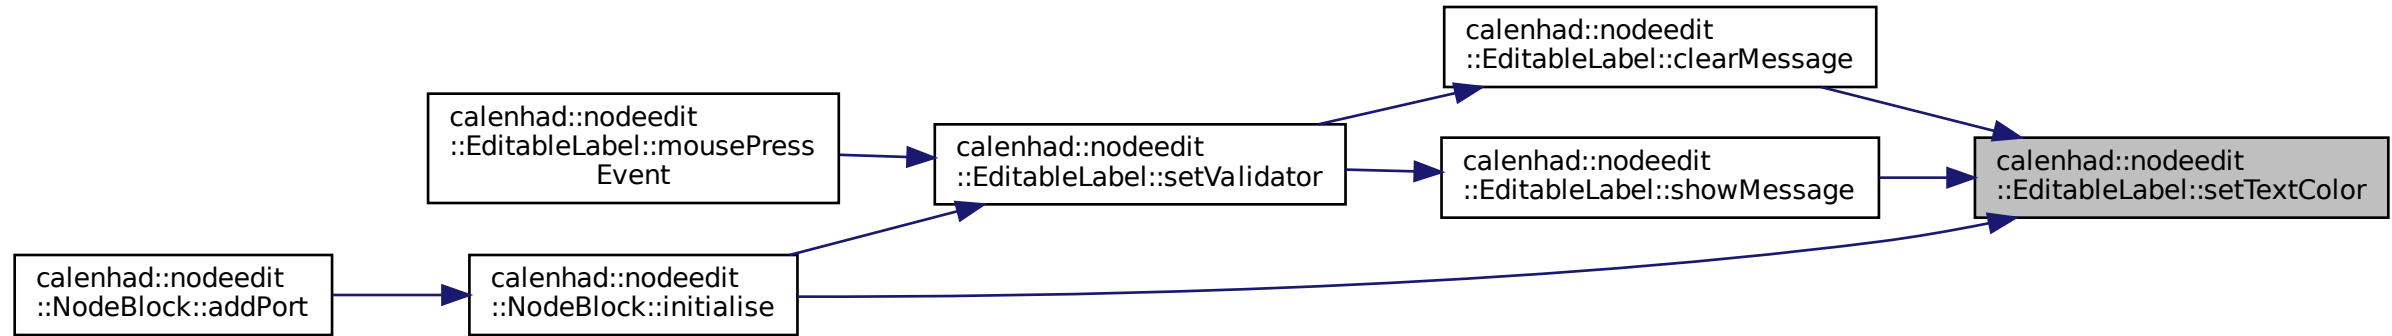 calenhad::nodeedit
::EditableLabel::clearMessage
calenhad::nodeedit
::EditableLabel::mousePress
Event
calenhad::nodeedit
::EditableLabel::setValidator
calenhad::nodeedit
::EditableLabel::showMessage
calenhad::nodeedit
::EditableLabel::setTextColor
calenhad::nodeedit
::NodeBlock::addPort
calenhad::nodeedit
::NodeBlock::initialise